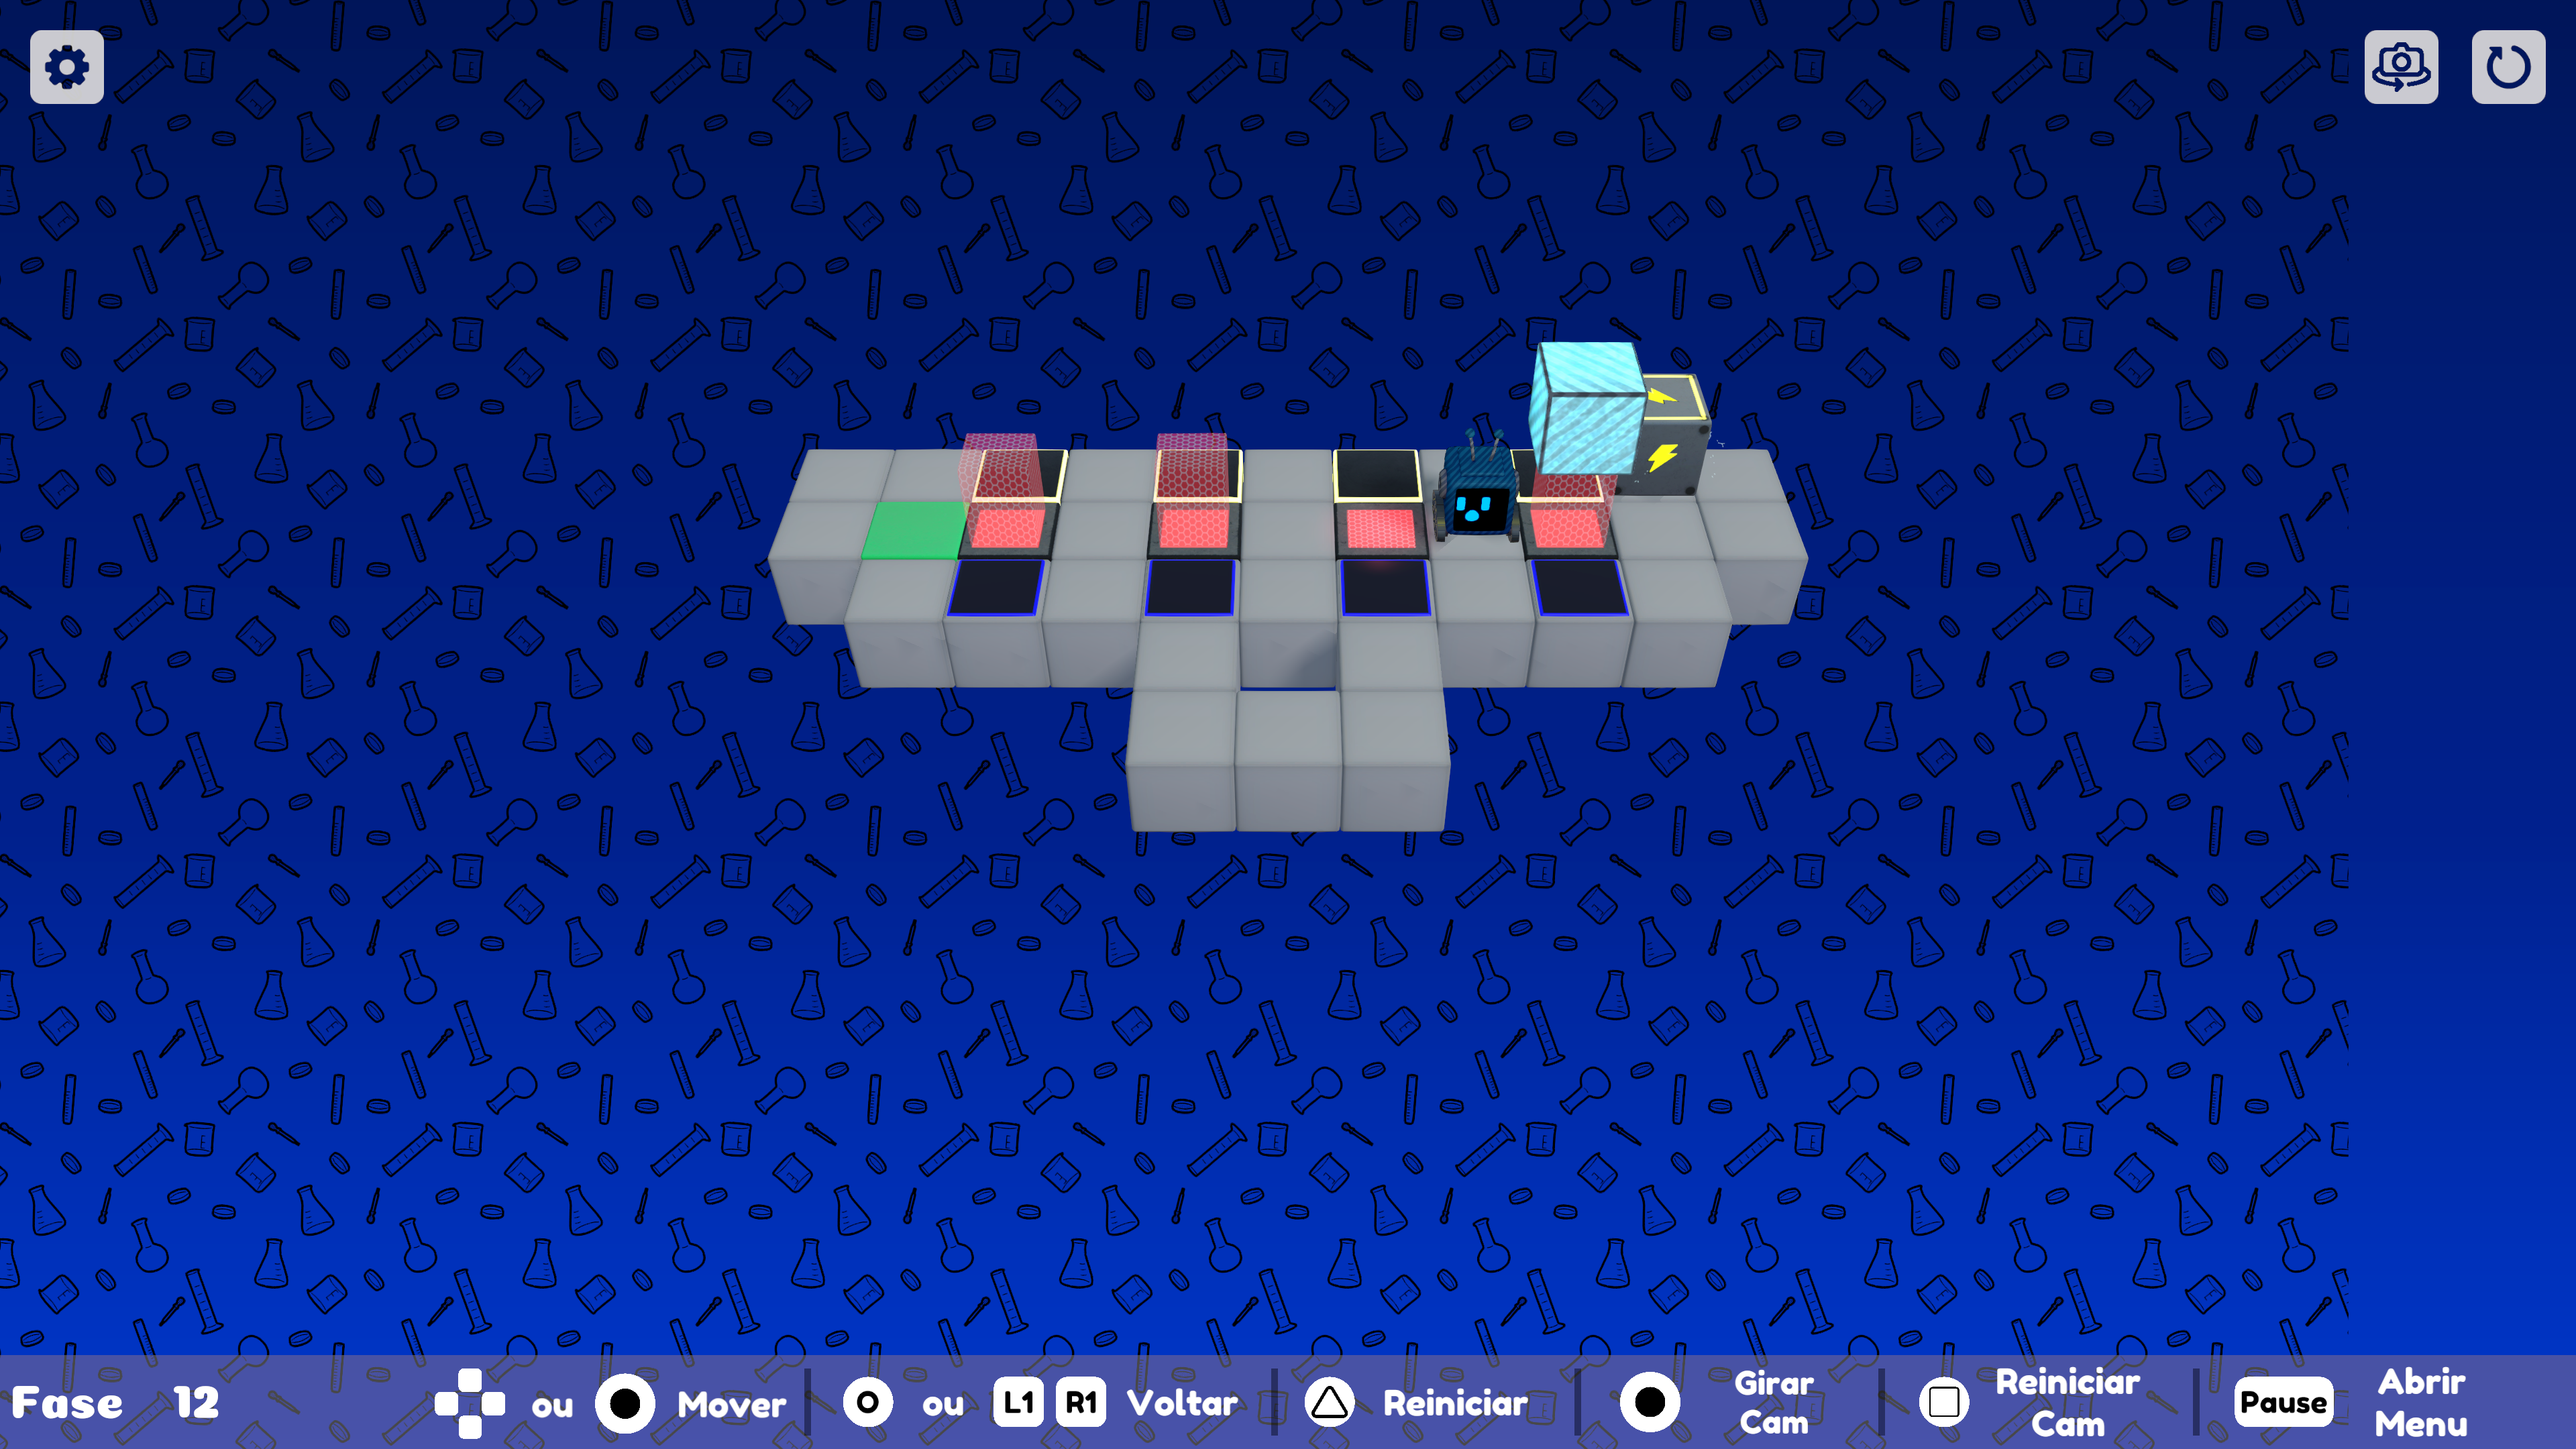 Fase 12
ou Mover
O ou L1 R1 Voltar
Reiniciar
Girar
Cam
Reiniciar
Cam
Pause
Abrir
Menu